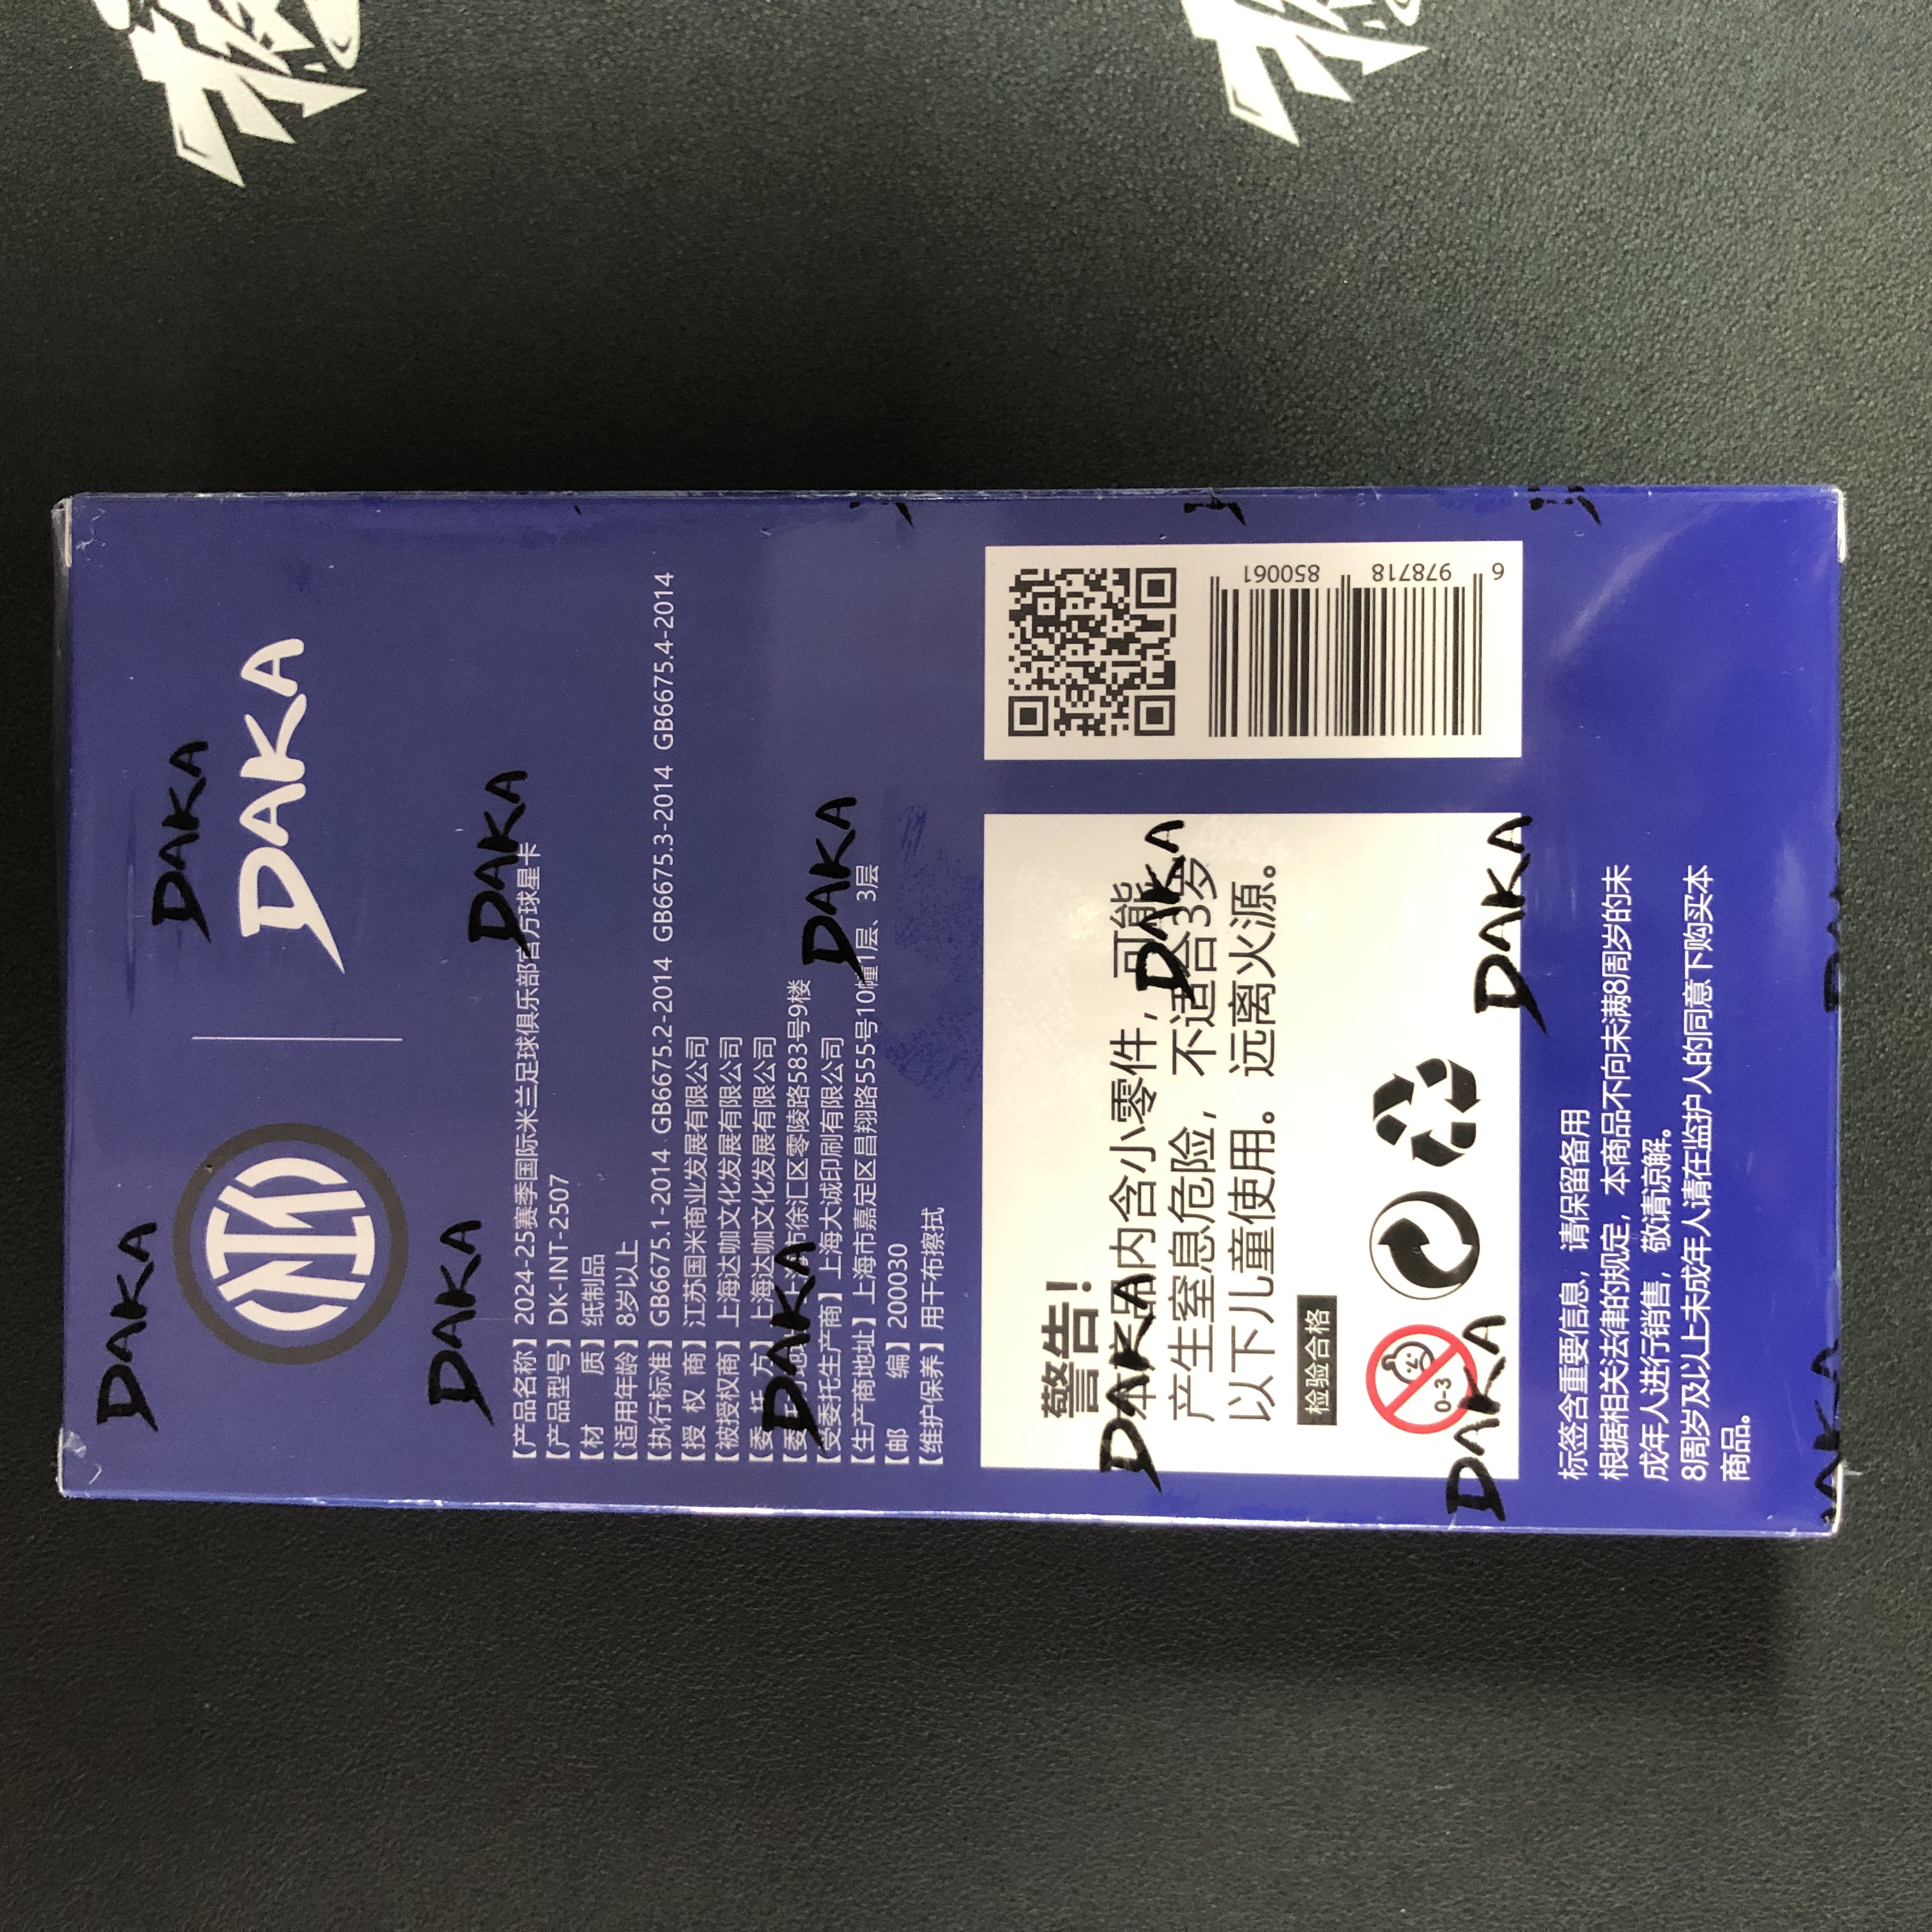 DAKA
【产品名称】2024-25赛季国际米兰足球俱乐部官方球星卡
【产品型号】DK-INT-2507
【材 质】纸制品
【适用年龄】8岁以上
【执行标准】GB6675.1-2014 GB6675.2-2014 GB6675.3-2014 GB6675.4-2014
【授 权 商】江苏国米商业发展有限公司
【被授权商】上海达咖文化发展有限公司
【委 托 方】上海达咖文化发展有限公司
【委托方地址】上海市徐汇区零陵路583号9楼
【受委托生产商】上海大诚印刷有限公司
【生产商地址】上海市嘉定区昌翔路555号10幢1层、3层
【邮 编】200030
【维护保养】用干布擦拭
警告!
本产品内含小零件,可能
产生窒息危险,不适合3岁
以下儿童使用。远离火源。
检验合格
0-3
6 978718 850061
标签含重要信息,请保留备用
根据相关法律的规定,本商品不向未满8周岁的未
成年人进行销售,敬请谅解。
8周岁及以上未成年人请在监护人的同意下购买本
商品。
DAKA
DAKA
DAKA
DAKA
DAKA
DAKA
DAKA
DAKA
DAKA
DAKA